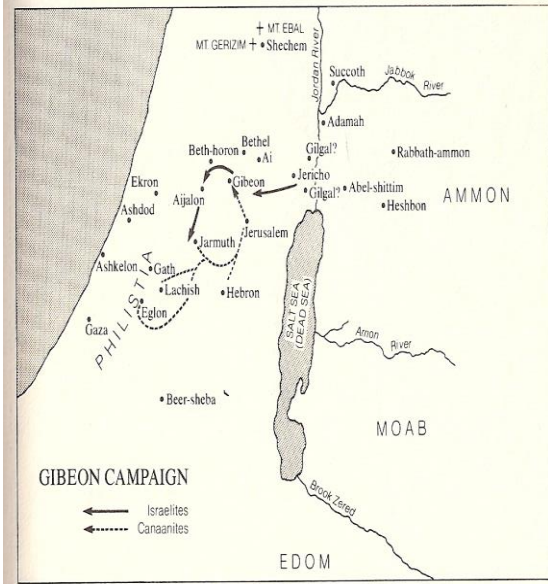 MT. EBAL
MT. GERIZIM Shechem
Jordan River
Succoth
Jabbok
River
Adamah
Bethel
Beth-horon
Ai
Gilgal?
Rabbath-ammon
Gibeon
Jericho
Ekron
Aijalon
Gilgal?
Abel-shittim
AMMON
Heshbon
Ashdod
Jerusalem
Jarmuth
Ashkelon
Gath
Lachish
Hebron
Eglon
PHILISTIA
Gaza
SALT SEA
(DEAD SEA)
Arnon
River
Beer-sheba
MOAB
GIBEON CAMPAIGN
Israelites
Canaanites
Brook Zered
EDOM